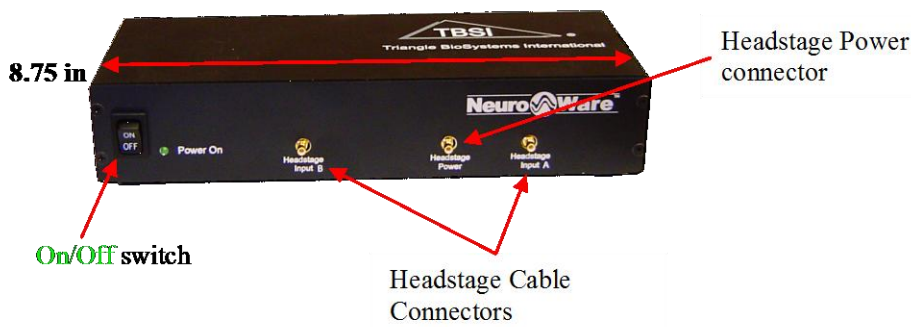 TBSI
Triangle BioSystems International
Headstage Power
connector
8.75 in
NeuroWare™
ON
OFF
Power On
Headstage
Input B
Headstage
Power
Headstage
Input A
On/Off switch
Headstage Cable
Connectors